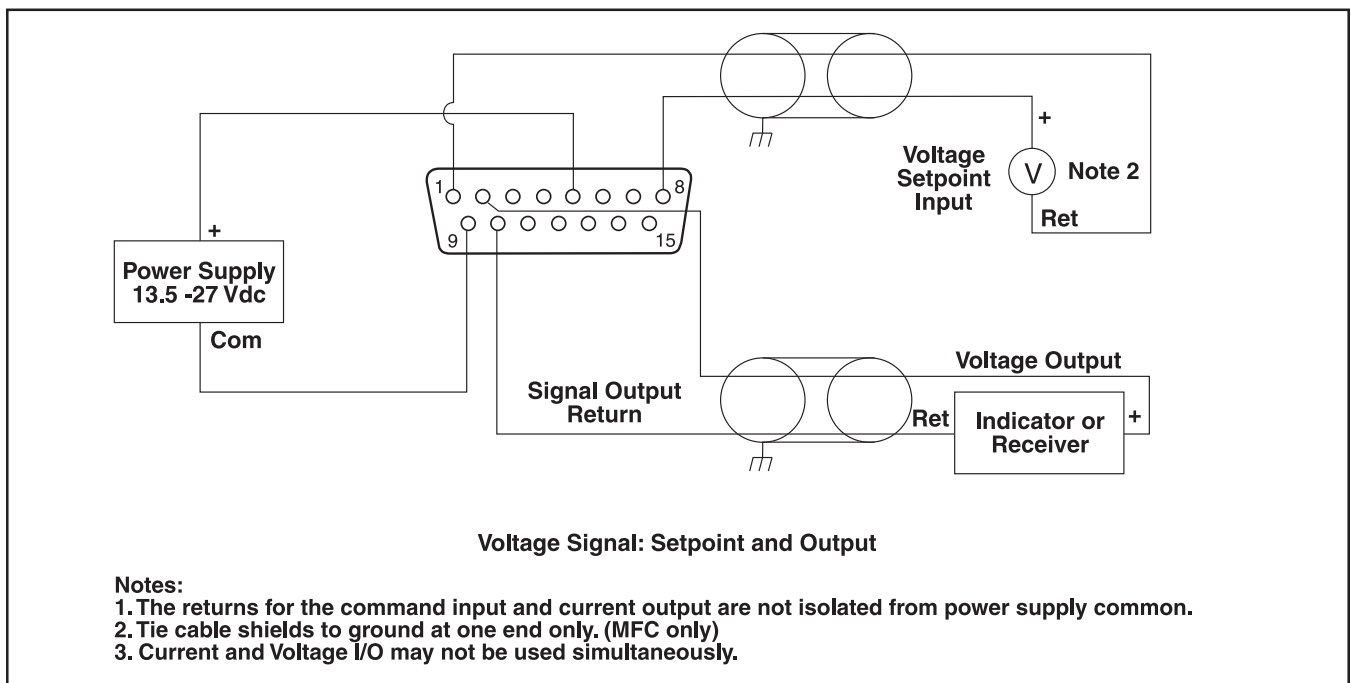 +
Voltage
Setpoint
Input
V
Note 2
Ret
1
8
9
15
+
Power Supply
13.5 -27 Vdc
Com
Voltage Output
Signal Output
Return
Ret
Indicator or
Receiver
+
Voltage Signal: Setpoint and Output
Notes:
1. The returns for the command input and current output are not isolated from power supply common.
2. Tie cable shields to ground at one end only. (MFC only)
3. Current and Voltage I/O may not be used simultaneously.